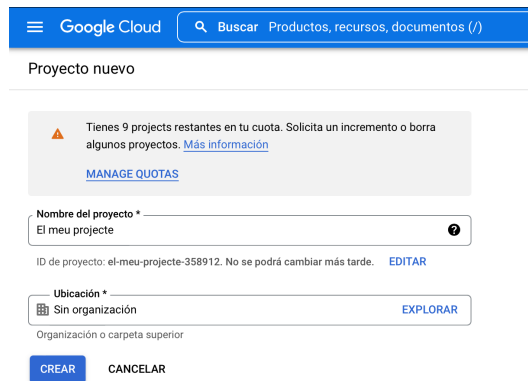 Google Cloud
Buscar Productos, recursos, documentos (/)
Proyecto nuevo
Tienes 9 projects restantes en tu cuota. Solicita un incremento o borra
algunos proyectos. Más información
MANAGE QUOTAS
Nombre del proyecto *
El meu projecte
ID de proyecto: el-meu-projecte-358912. No se podrá cambiar más tarde. EDITAR
Ubicación *
Sin organización EXPLORAR
Organización o carpeta superior
CREAR CANCELAR